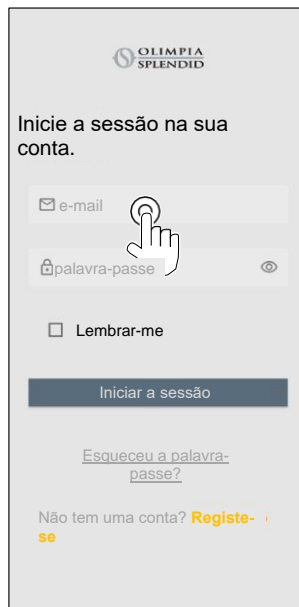 OLIMPIA
SPLENDID
Inicie a sessão na sua
conta.
e-mail
palavra-passe
Lembrar-me
Iniciar a sessão
Esqueceu a palavra-
passe?
Não tem uma conta? Registe-
se